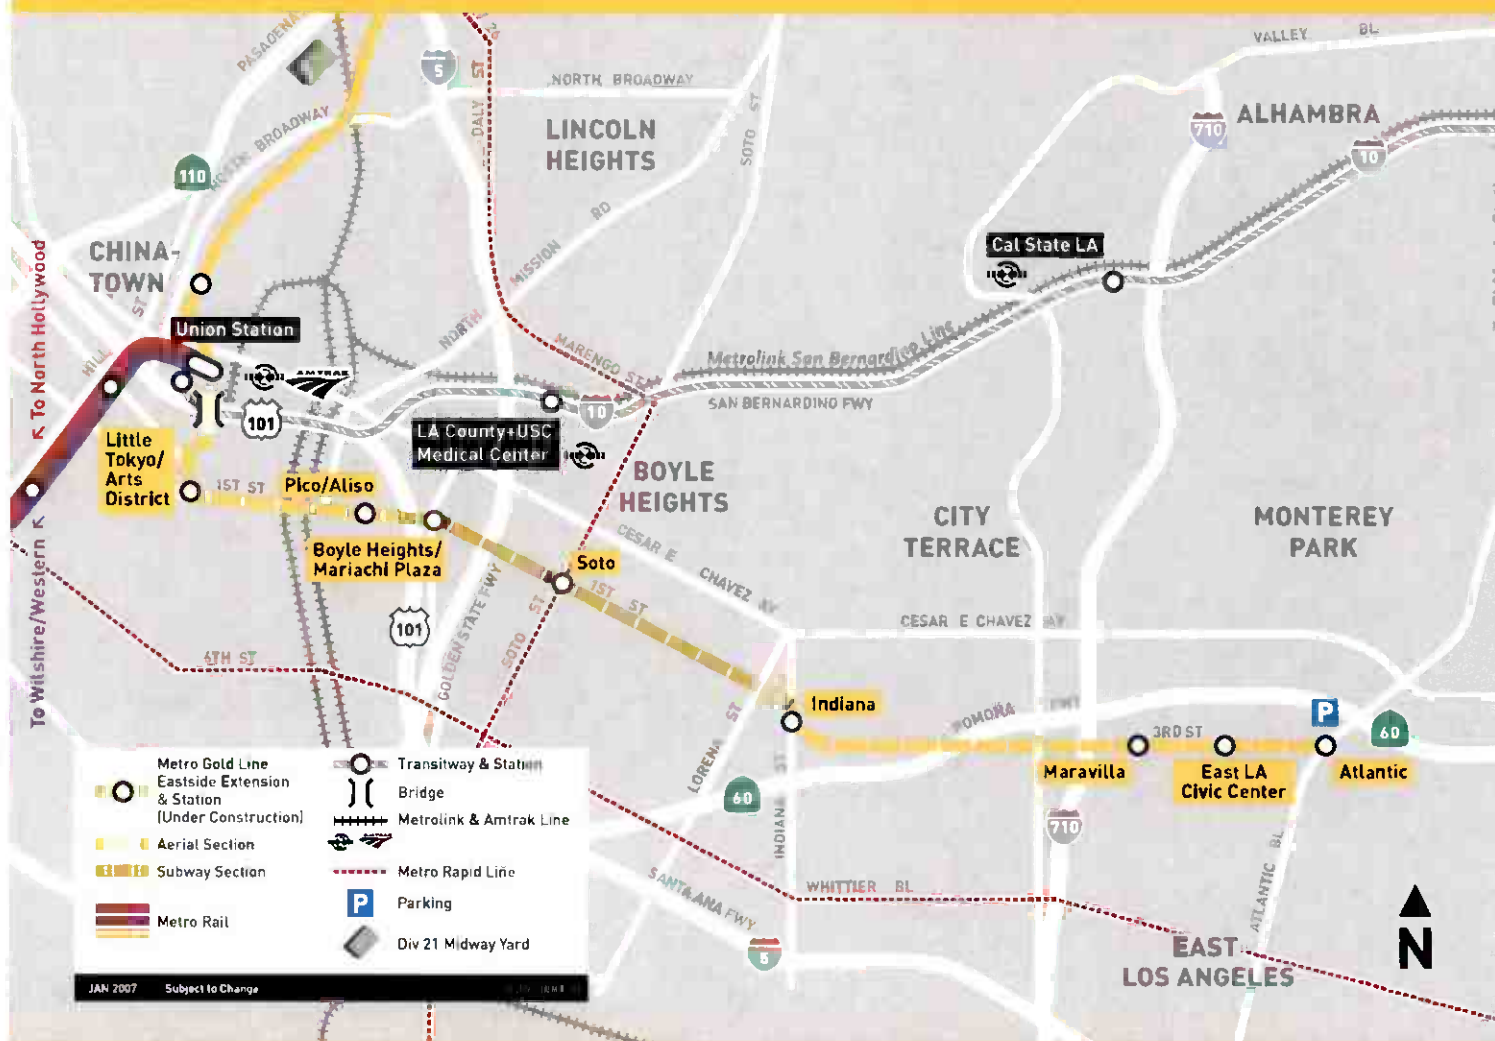 PASADENA
5
ST
DALY
NORTH BROADWAY
LINCOLN
HEIGHTS
SOTO ST
VALLEY BL
710
ALHAMBRA
10
BROADWAY
110
CHINA-
TOWN
MISSION RD
NORTH
Cal State LA
HILL ST
Union Station
AMTRAK
101
MARENGO ST
Metrolink San Bernardino Line
SAN BERNARDINO FWY
10
LA County+USC
Medical Center
↖ To North Hollywood
To Wilshire/Western ↖
Little
Tokyo/
Arts
District
1ST ST
Pico/Aliso
Boyle Heights/
Mariachi Plaza
BOYLE
HEIGHTS
CESAR E CHAVEZ AV
CITY
TERRACE
MONTEREY
PARK
Soto
1ST ST
101
GOLDEN STATE FWY
SOTO ST
6TH ST
CESAR E CHAVEZ AV
Indiana
POMONA
3RD ST
P
60
Maravilla
East LA
Civic Center
Atlantic
LORENA ST
60
INDIANA ST
710
ATLANTIC BL
WHITTIER BL
SANTA ANA FWY
5
EAST
LOS ANGELES
N
Metro Gold Line
Eastside Extension
& Station
(Under Construction)
Aerial Section
Subway Section
Metro Rail
Transitway & Station
Bridge
Metrolink & Amtrak Line
Metro Rapid Line
P Parking
Div 21 Midway Yard
JAN 2007 Subject to Change